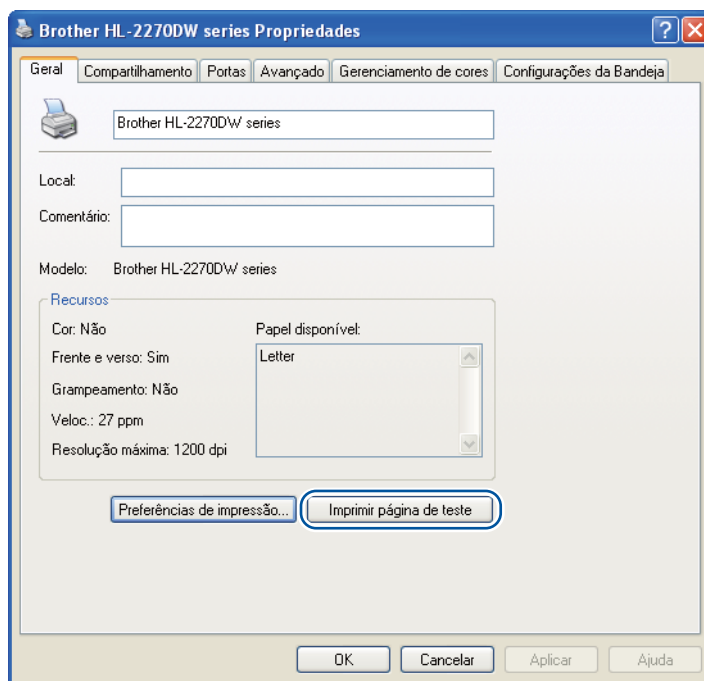 Brother HL-2270DW series Propriedades
Geral Compartilhamento Portas Avançado Gerenciamento de cores Configurações da Bandeja
Brother HL-2270DW series
Local:
Comentário:
Modelo: Brother HL-2270DW series
Recursos
Cor: Não Papel disponível:
Frente e verso: Sim Letter
Grampeamento: Não
Veloc.: 27 ppm
Resolução máxima: 1200 dpi
Preferências de impressão... Imprimir página de teste
OK Cancelar Aplicar Ajuda